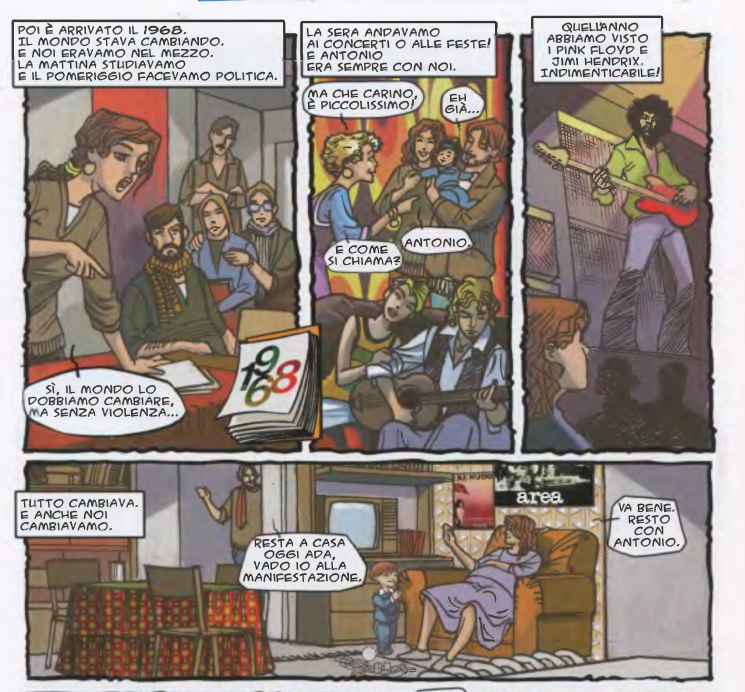 POI È ARRIVATO IL 1968.
IL MONDO STAVA CAMBIANDO.
E NOI ERAVAMO NEL MEZZO.
LA MATTINA STUDIAVAMO
E IL POMERIGGIO FACEVAMO POLITICA.
SÌ, IL MONDO LO
DOBBIAMO CAMBIARE,
MA SENZA VIOLENZA...
1968
LA SERA ANDAVAMO
AI CONCERTI O ALLE FESTE!
E ANTONIO
ERA SEMPRE CON NOI.
MA CHE CARINO,
È PICCOLISSIMO!
EH
GIÀ...
E COME
SI CHIAMA?
ANTONIO.
QUELL'ANNO
ABBIAMO VISTO
I PINK FLOYD E
JIMI HENDRIX.
INDIMENTICABILE!
TUTTO CAMBIAVA.
E ANCHE NOI
CAMBIAVAMO.
RESTA A CASA
OGGI ADA,
VADO IO ALLA
MANIFESTAZIONE.
area
VA BENE.
RESTO
CON
ANTONIO.